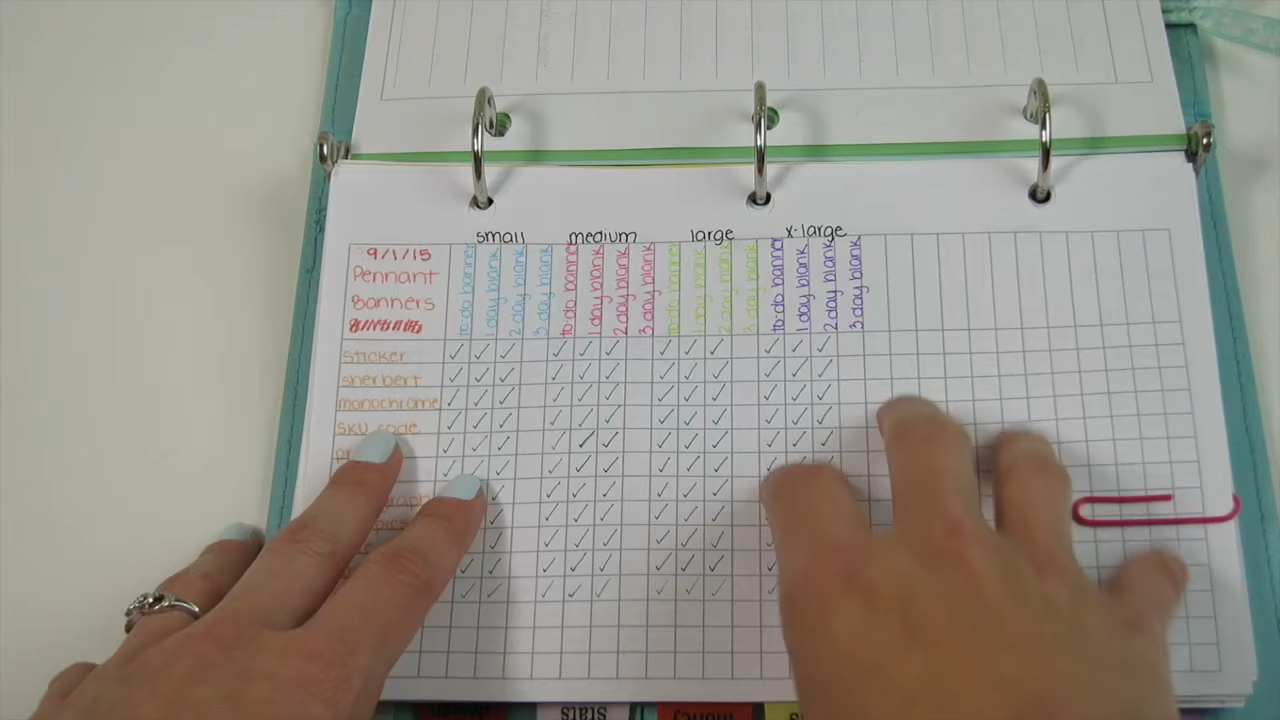 small medium large x-large
9/1/15
Pennant
Banners
to-do banner
1 day blank
2 day blank
3 day blank
to-do banner
1 day blank
2 day blank
3 day blank
to-do banner
1 day blank
2 day blank
3 day blank
to-do banner
1 day blank
2 day blank
3 day blank
sticker
sherbert
monochrome
SKU code
stats
money